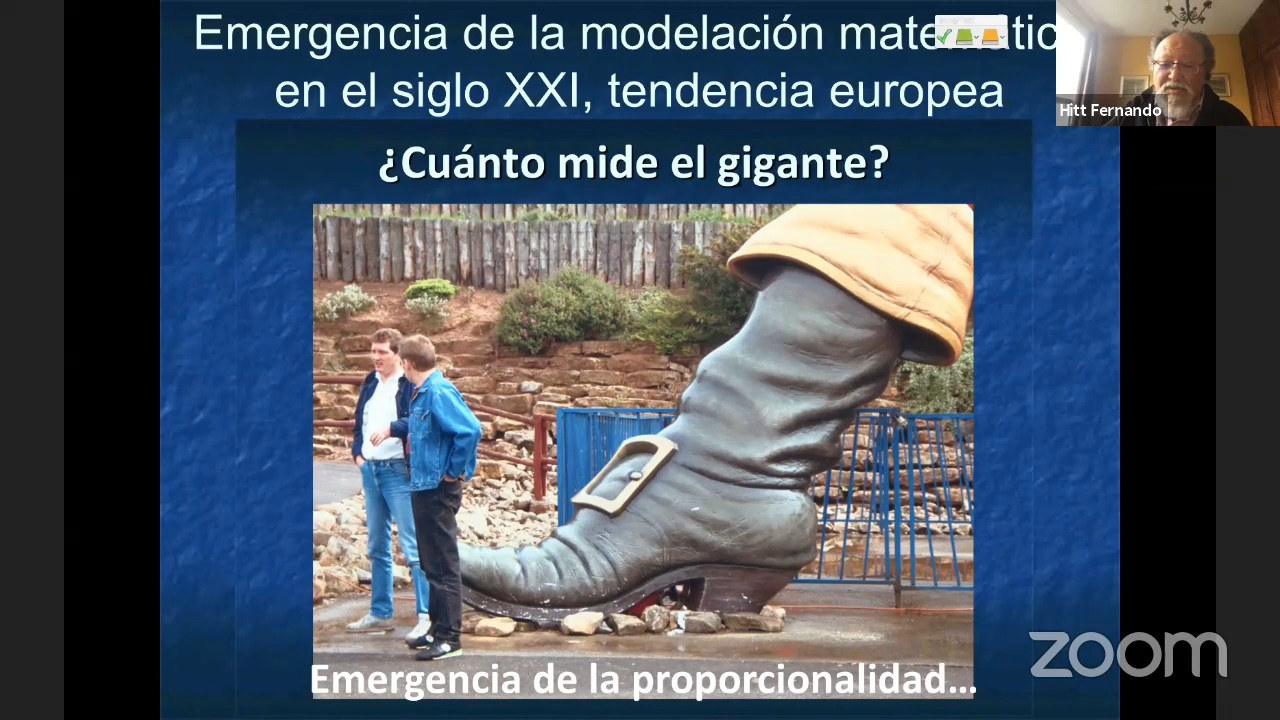 Emergencia de la modelación matemátic
en el siglo XXI, tendencia europea
¿Cuánto mide el gigante?
Emergencia de la proporcionalidad...
Hitt Fernando
zoom